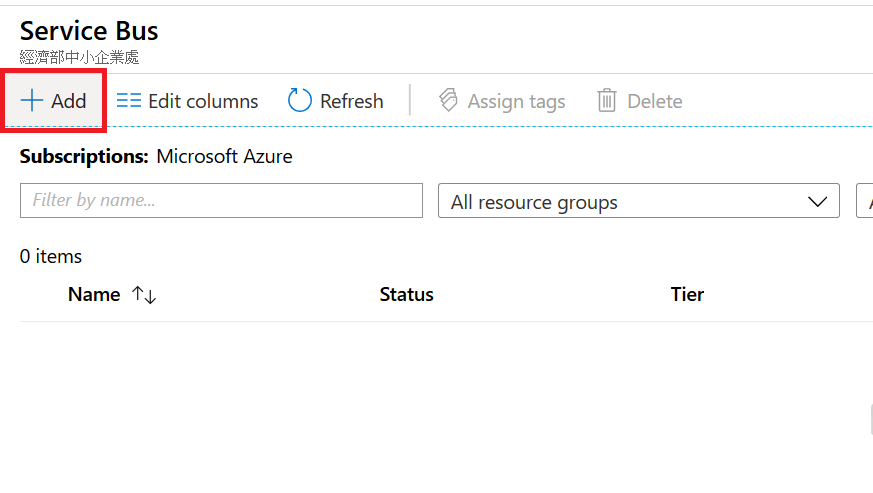 Service Bus
經濟部中小企業處
Add Edit columns Refresh Assign tags Delete
Subscriptions: Microsoft Azure
Filter by name... All resource groups
0 items
Name Status Tier